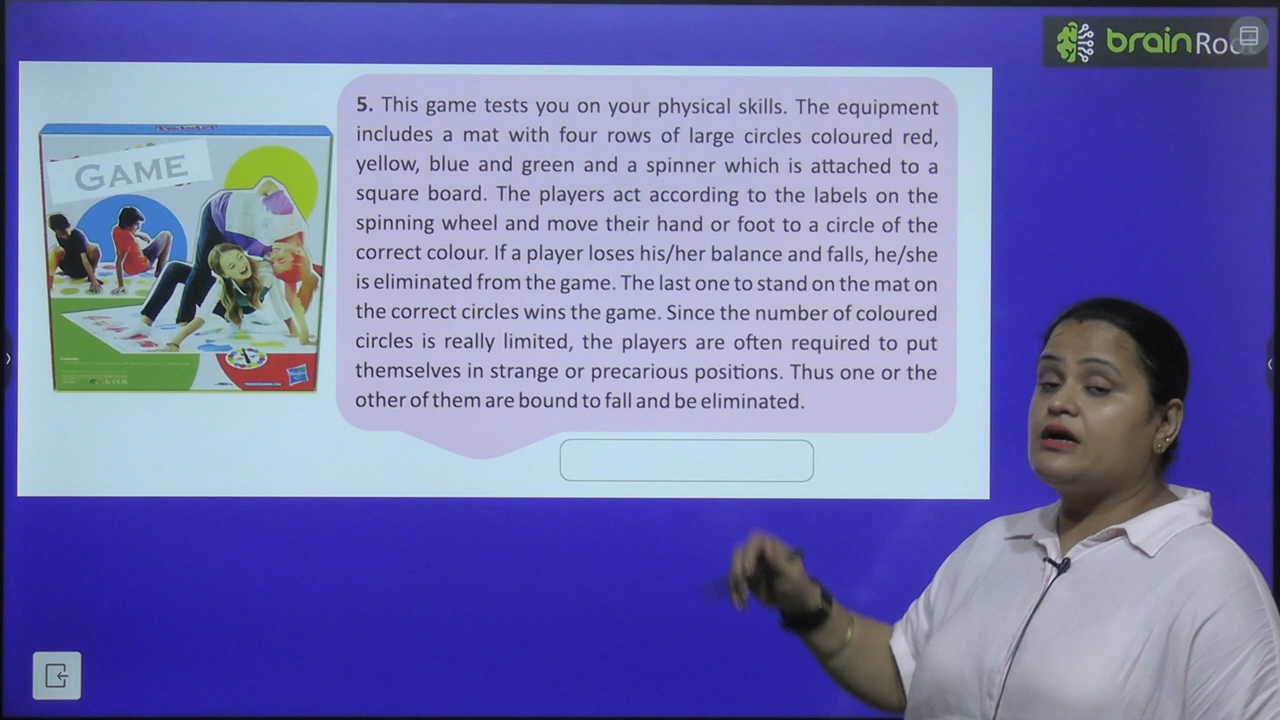 brainRoo
5. This game tests you on your physical skills. The equipment
includes a mat with four rows of large circles coloured red,
yellow, blue and green and a spinner which is attached to a
square board. The players act according to the labels on the
spinning wheel and move their hand or foot to a circle of the
correct colour. If a player loses his/her balance and falls, he/she
is eliminated from the game. The last one to stand on the mat on
the correct circles wins the game. Since the number of coloured
circles is really limited, the players are often required to put
themselves in strange or precarious positions. Thus one or the
other of them are bound to fall and be eliminated.
GAME
Hasbro